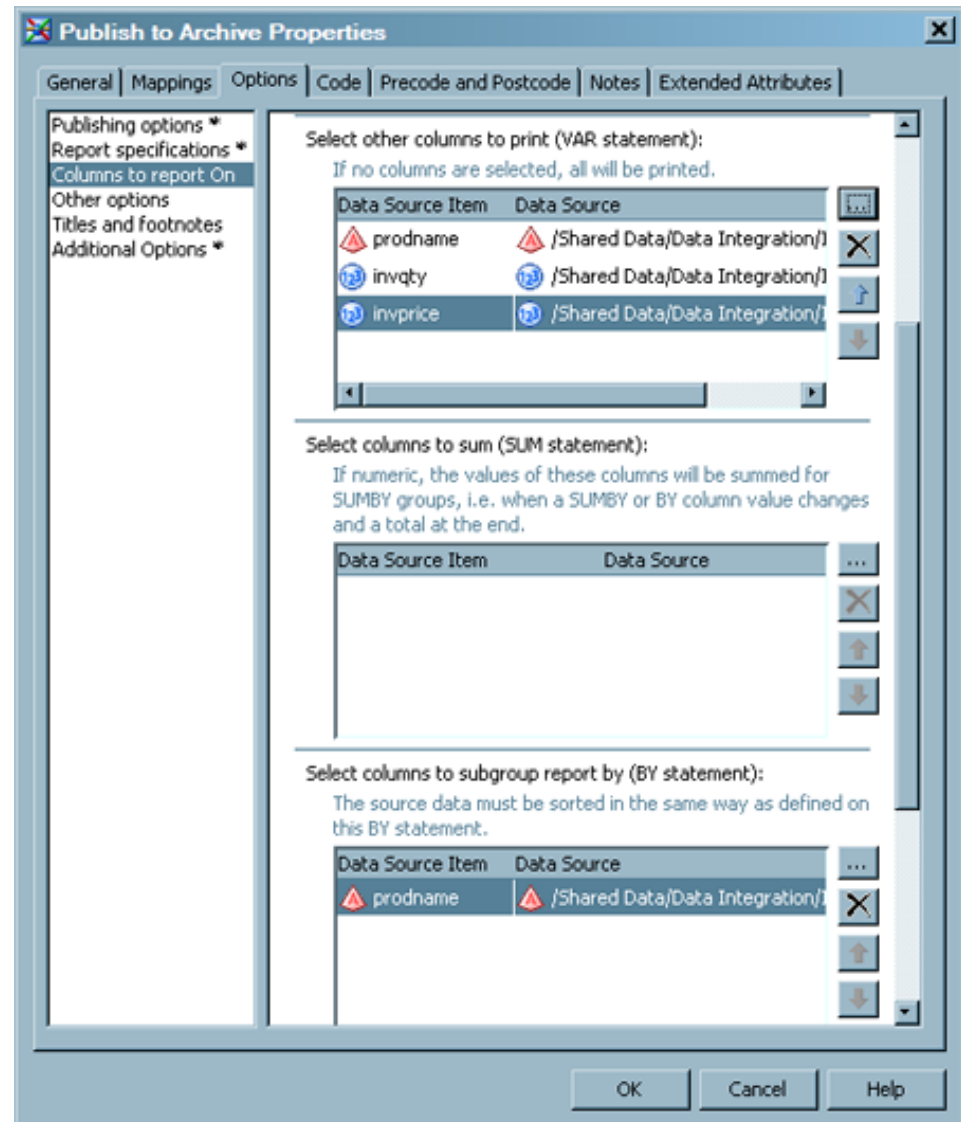 Publish to Archive Properties
General Mappings Options Code Precode and Postcode Notes Extended Attributes
Publishing options *
Report specifications *
Columns to report On
Other options
Titles and footnotes
Additional Options *
Select other columns to print (VAR statement):
If no columns are selected, all will be printed.
Data Source Item Data Source
prodname /Shared Data/Data Integration/I
123 invqty 123 /Shared Data/Data Integration/I
123 invprice 123 /Shared Data/Data Integration/I
Select columns to sum (SUM statement):
If numeric, the values of these columns will be summed for
SUMBY groups, i.e. when a SUMBY or BY column value changes
and a total at the end.
Data Source Item Data Source
...
Select columns to subgroup report by (BY statement):
The source data must be sorted in the same way as defined on
this BY statement.
Data Source Item Data Source
...
prodname /Shared Data/Data Integration/I
OK Cancel Help